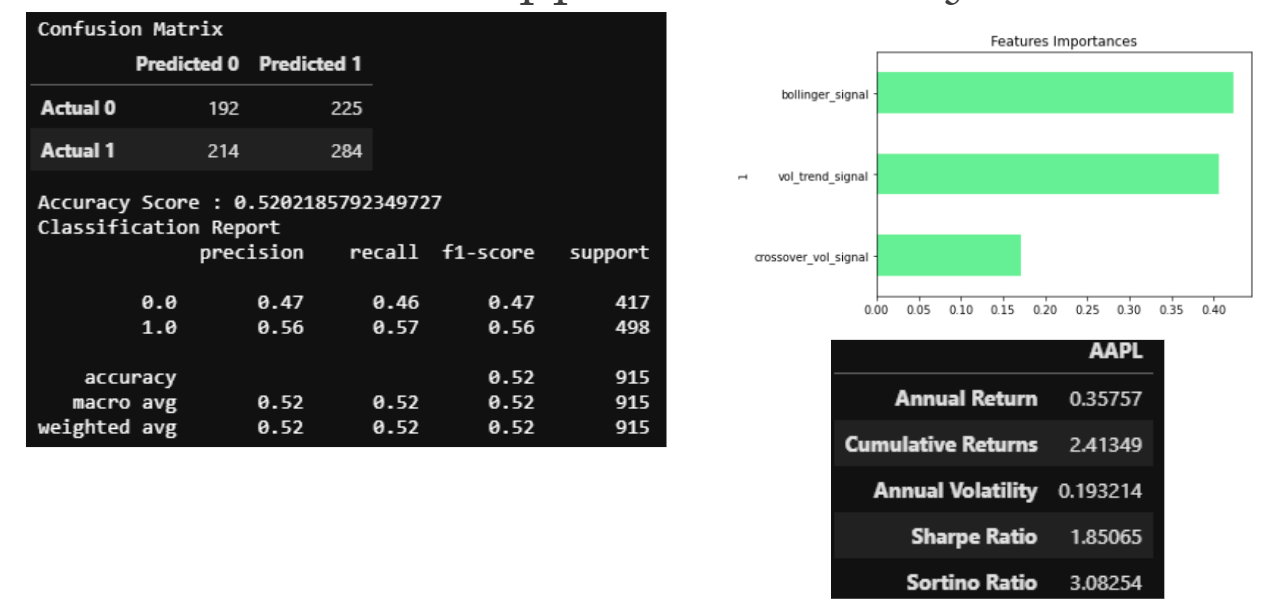 Confusion Matrix
Predicted 0 Predicted 1
Actual 0 192 225
Actual 1 214 284
Accuracy Score : 0.5202185792349727
Classification Report
precision recall f1-score support
0.0 0.47 0.46 0.47 417
1.0 0.56 0.57 0.56 498
accuracy 0.52 915
macro avg 0.52 0.52 0.52 915
weighted avg 0.52 0.52 0.52 915
Features Importances
bollinger_signal
1
vol_trend_signal
crossover_vol_signal
0.00 0.05 0.10 0.15 0.20 0.25 0.30 0.35 0.40
AAPL
Annual Return 0.35757
Cumulative Returns 2.41349
Annual Volatility 0.193214
Sharpe Ratio 1.85065
Sortino Ratio 3.08254